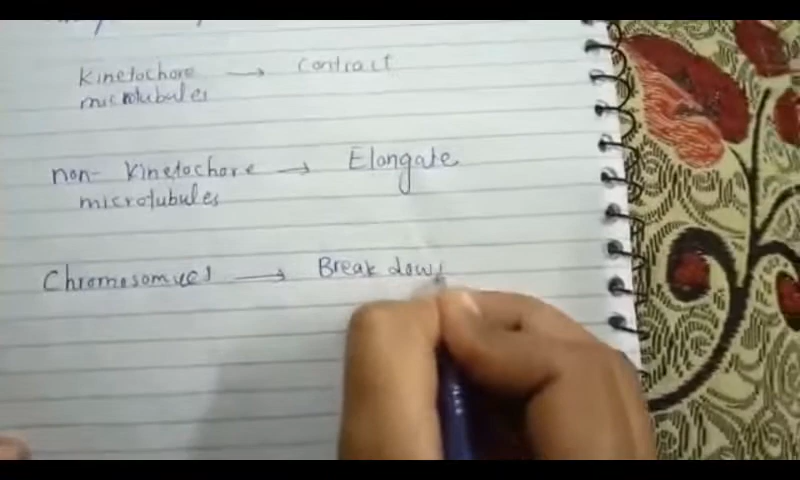 Kinetochore → Contract
microtubules
non- Kinetochore → Elongate
microtubules
Chromosomes → Break down